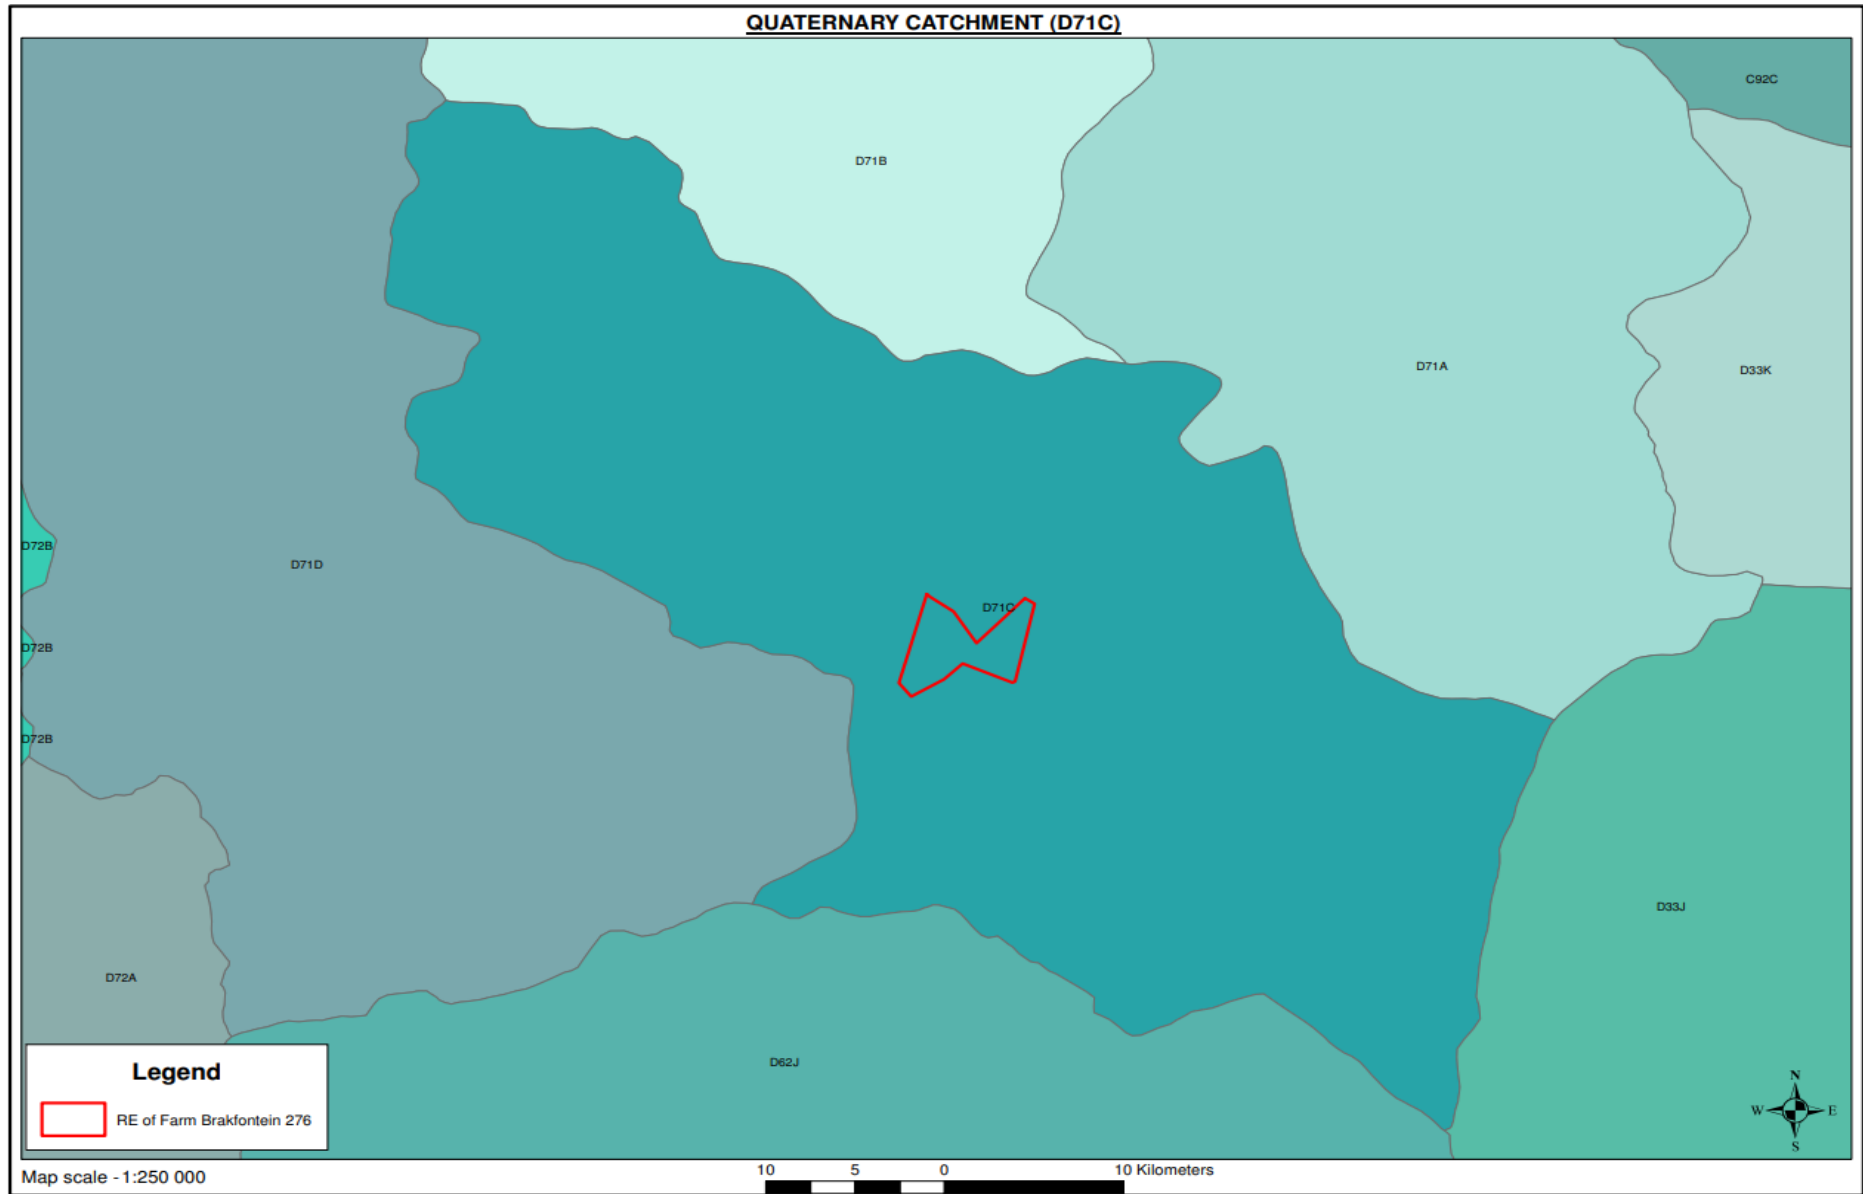 QUATERNARY CATCHMENT (D71C)
C92C
D71B
D71A
D33K
D72B
D71D
D71C
D72B
D72B
D33J
D72A
D62J
Legend
RE of Farm Brakfontein 276
N
W E
S
Map scale - 1:250 000
10 5 0 10 Kilometers